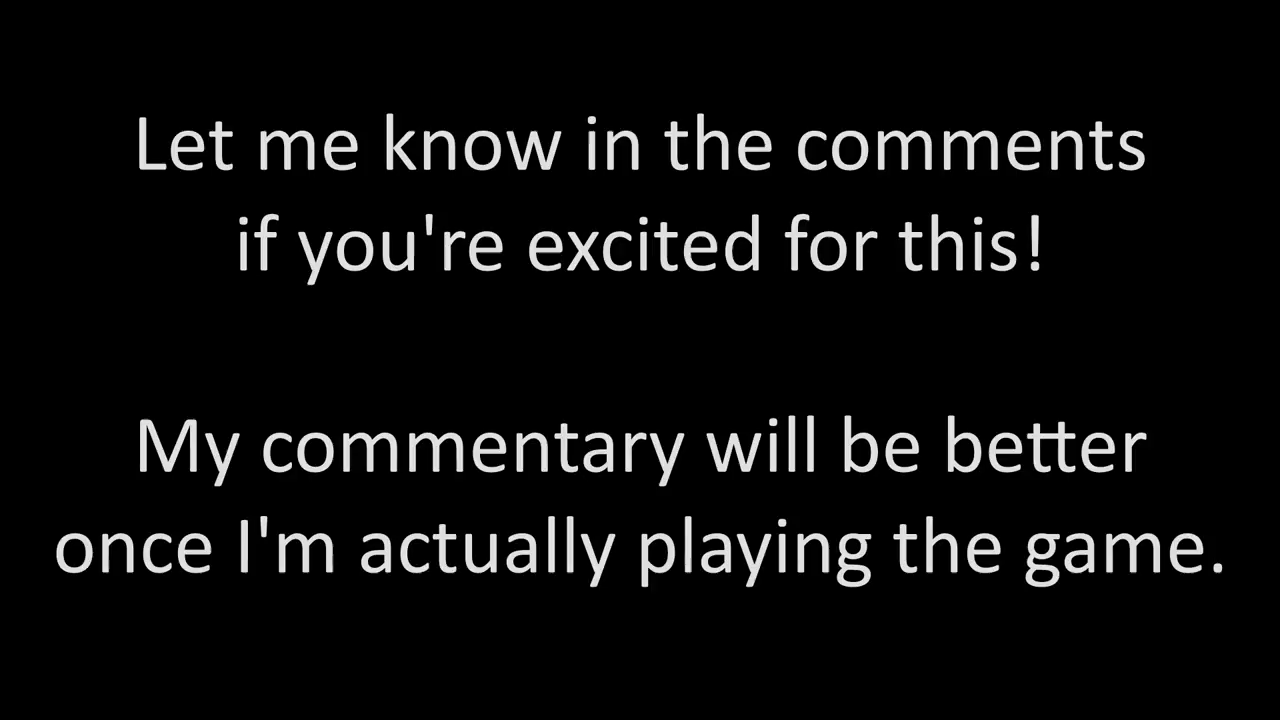 Let me know in the comments
if you're excited for this!
My commentary will be better
once I'm actually playing the game.